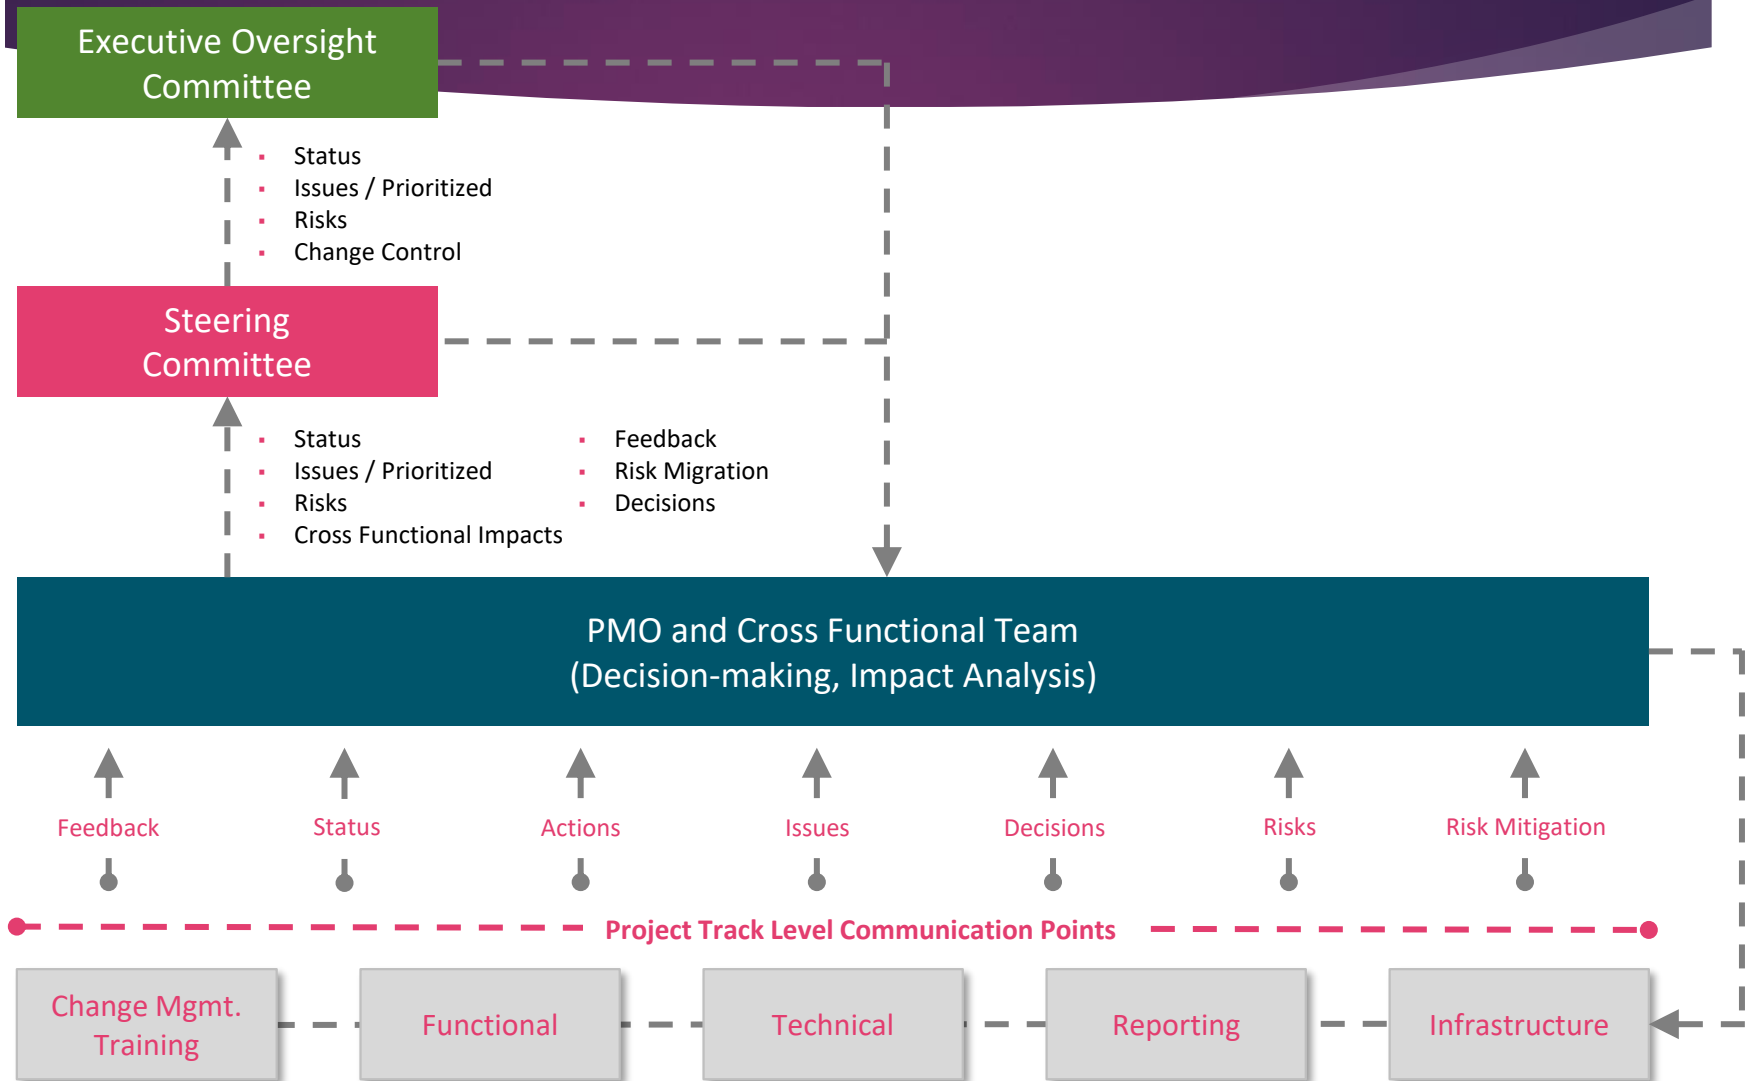 Executive Oversight
Committee
Status
Issues / Prioritized
Risks
Change Control
Steering
Committee
Status
Issues / Prioritized
Risks
Cross Functional Impacts
Feedback
Risk Migration
Decisions
PMO and Cross Functional Team
(Decision-making, Impact Analysis)
Feedback
Status
Actions
Issues
Decisions
Risks
Risk Mitigation
Project Track Level Communication Points
Change Mgmt.
Training
Functional
Technical
Reporting
Infrastructure